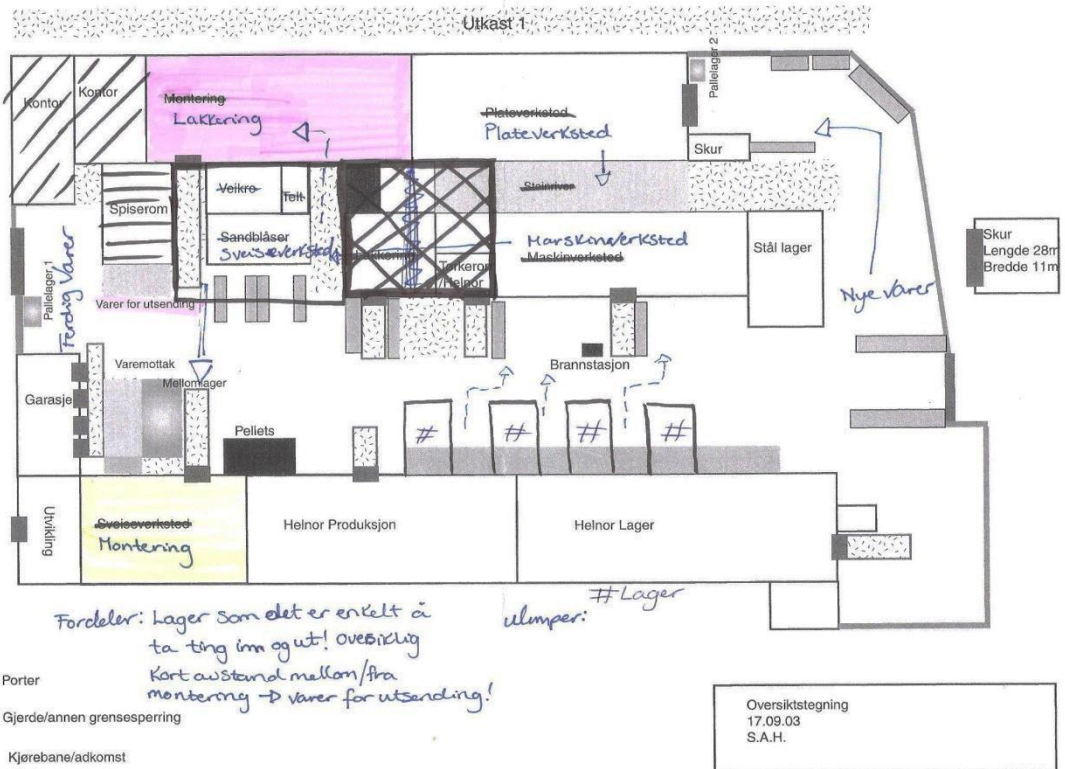 Utkast 1
Kontor
Kontor
Montering
Lakkering
Plateverksted
Plateverksted
Pallelager 2
Skur
Spiserom
Veikro
Telt
Sandblåser
Sveiseverksted
Lakkering
Tørkerom
/Helnor
Steinriver
Marskinverksted
Maskinverksted
Stål lager
Nye varer
Skur
Lengde 28m
Bredde 11m
Ferdig Varer
Pallelager 1
Varer for utsending
Varemottak
Mellomlager
Garasje
Brannstasjon
Pellets
#
#
#
#
Utvikling
Sveiseverksted
Montering
Helnor Produksjon
Helnor Lager
# Lager
Fordeler: Lager som det er enkelt å
ta ting inn og ut! Oversiklig
Kort avstand mellom/fra
montering → varer for utsending!
ulmper:
Porter
Gjerde/annen grensesperring
Kjørebane/adkomst
Oversiktstegning
17.09.03
S.A.H.